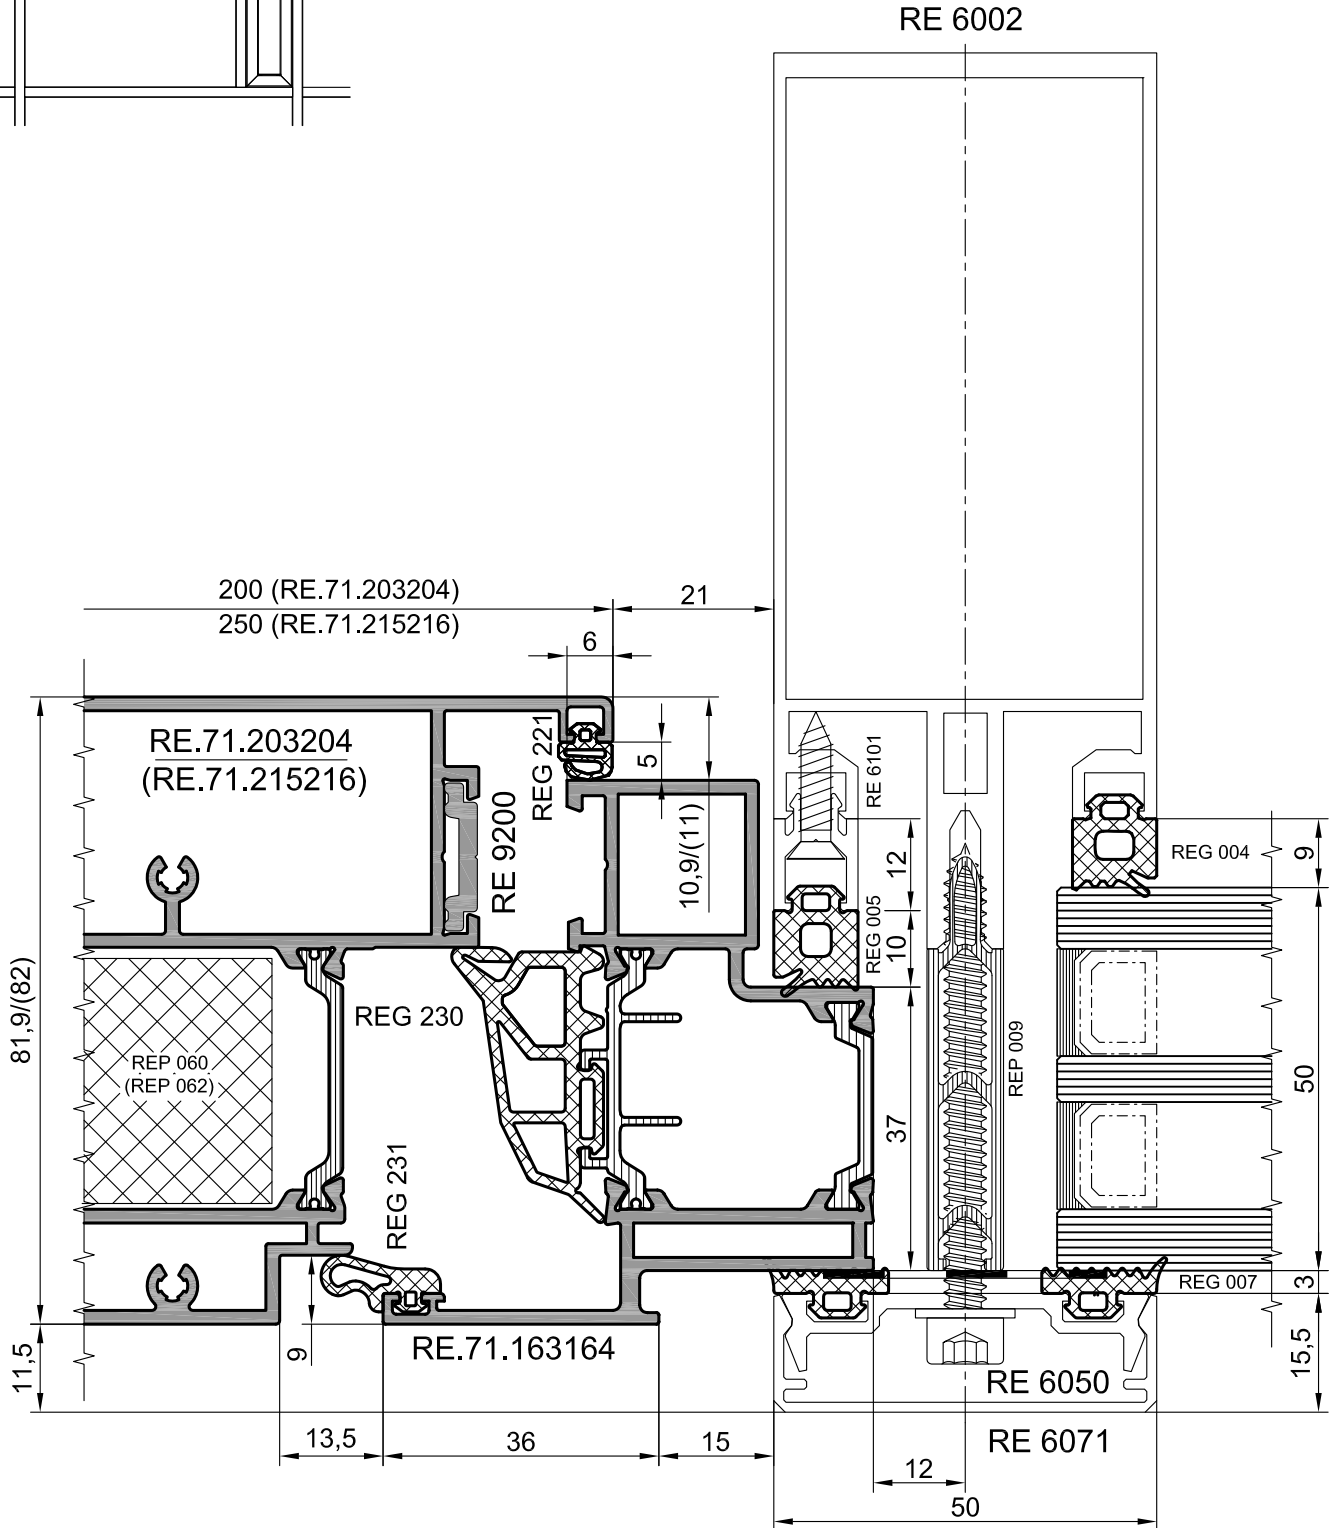 RE 6002
200 (RE.71.203204)
250 (RE.71.215216)
21
6
RE.71.203204
(RE.71.215216)
REG 221
5
RE 6101
RE 9200
10,9/(11)
12
REG 004
9
REG 005
10
81,9/(82)
REG 230
REP 060
(REP 062)
REP 009
50
37
REG 231
REG 007
3
9
RE.71.163164
11,5
15,5
RE 6050
13,5
36
15
RE 6071
12
50